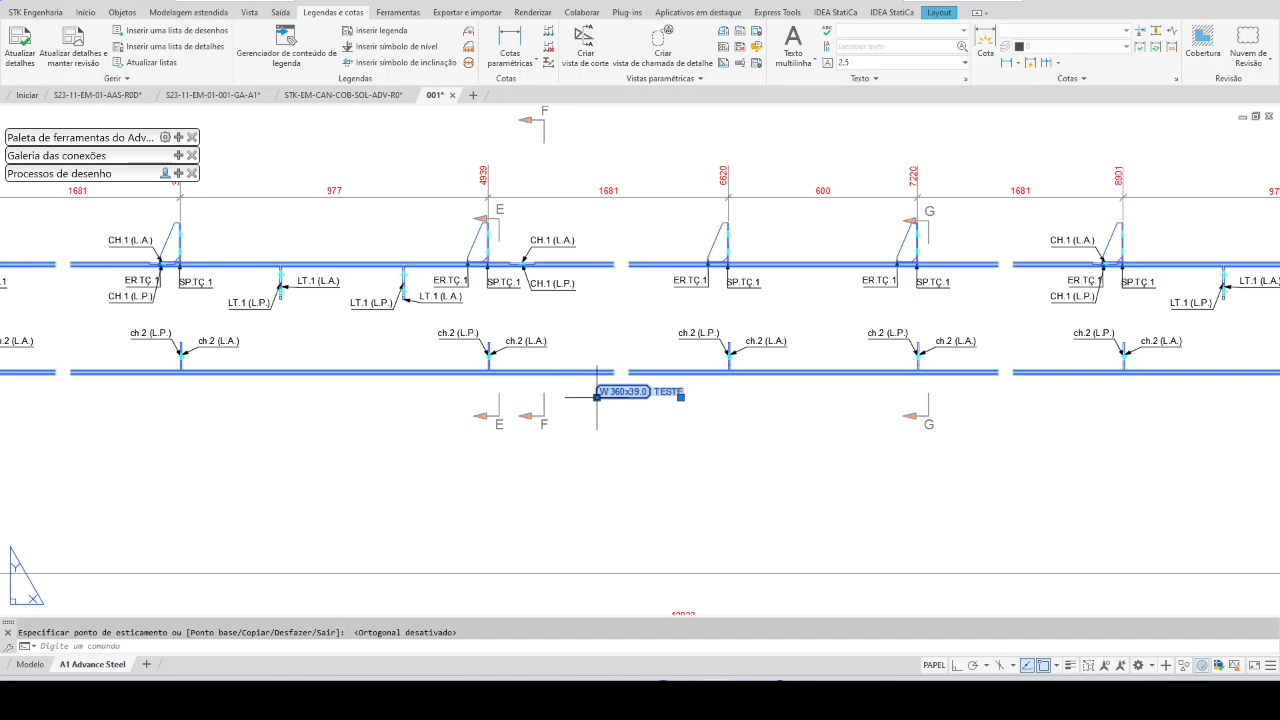 STK Engenharia Início Objetos Modelagem estendida Vista Saída Legendas e cotas Ferramentas Exportar e importar Renderizar Colaborar Plug-ins Aplicativos em destaque Express Tools IDEA StatiCa IDEA StatiCa Layout
Atualizar detalhes
Atualizar detalhes e manter revisão
Inserir uma lista de desenhos
Inserir uma lista de detalhes
Atualizar listas
Gerir
Gerenciador de conteúdo de legenda
Inserir legenda
Inserir símbolo de nível
Inserir símbolo de inclinação
Legendas
Cotas paramétricas
Cotas
Criar vista de corte
Criar vista de chamada de detalhe
Vistas paramétricas
Texto multilinha
Localizar texto
2.5
Texto
Cota
0
Cotas
Cobertura
Nuvem de Revisão
Revisão
Iniciar S23-11-EM-01-AAS-R0D* S23-11-EM-01-001-GA-A1* STK-EM-CAN-COB-SOL-ADV-R0* 001*
Paleta de ferramentas do Adv...
Galeria das conexões
Processos de desenho
F
1681 977 4939 1681 6620 600 7220 1681 8901
E G
CH.1 (L.A.) CH.1 (L.A.) CH.1 (L.A.)
ER.TÇ.1 SP.TÇ.1 LT.1 (L.A.) ER.TÇ.1 SP.TÇ.1 CH.1 (L.P.) ER.TÇ.1 SP.TÇ.1 ER.TÇ.1 SP.TÇ.1 ER.TÇ.1 SP.TÇ.1
CH.1 (L.P.) LT.1 (L.P.) LT.1 (L.P.) LT.1 (L.A.) CH.1 (L.P.) LT.1 (L.P.)
ch.2 (L.P.) ch.2 (L.P.) ch.2 (L.P.) ch.2 (L.P.) ch.2 (L.P.)
ch.2 (L.A.) ch.2 (L.A.) ch.2 (L.A.) ch.2 (L.A.) ch.2 (L.A.)
W 360x39.0 TESTE
E F G
Y
X
Especificar ponto de esticamento ou [Ponto base/Copiar/Desfazer/Sair]: <Ortogonal desativado>
Digite um comando
Modelo A1 Advance Steel PAPEL